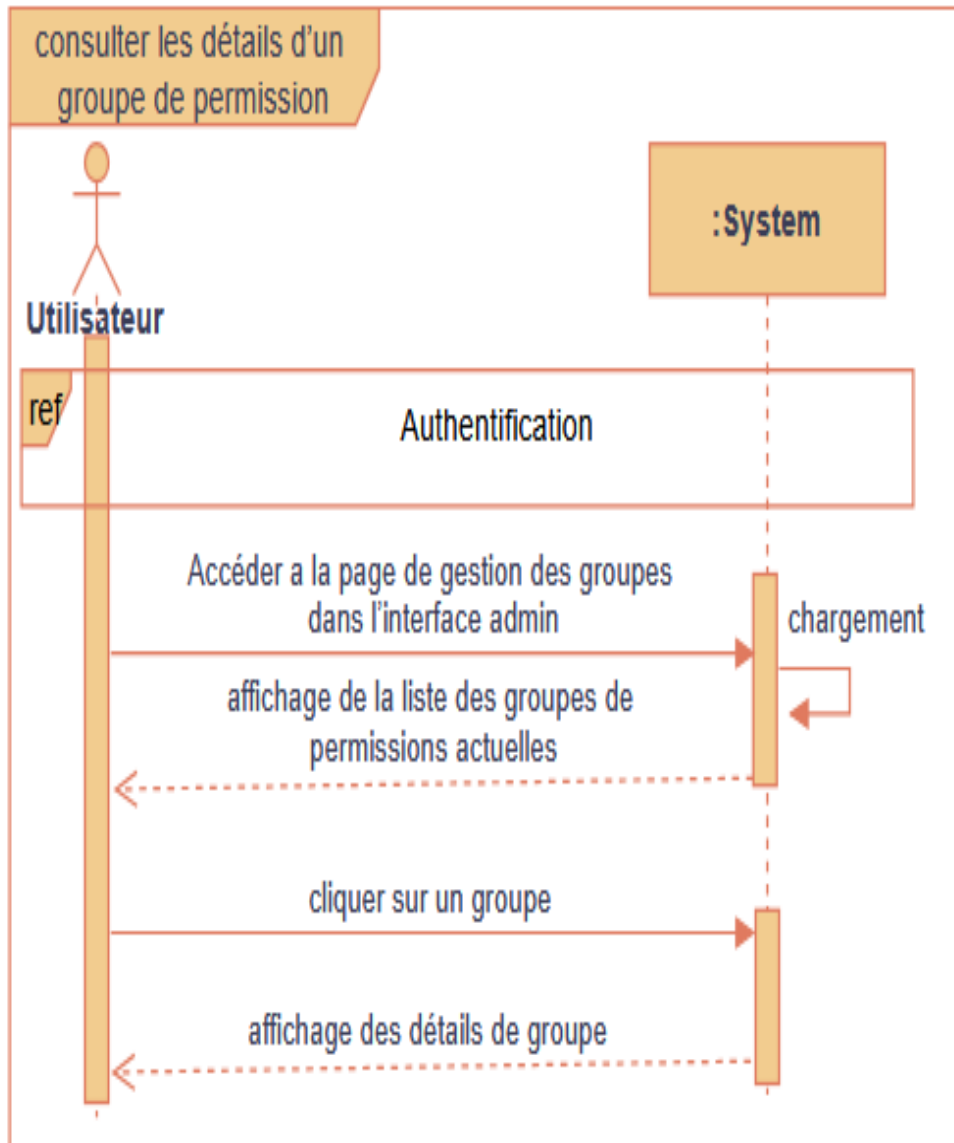 consulter les détails d'un
groupe de permission
:System
Utilisateur
ref
Authentification
Accéder a la page de gestion des groupes
dans l'interface admin
chargement
affichage de la liste des groupes de
permissions actuelles
cliquer sur un groupe
affichage des détails de groupe